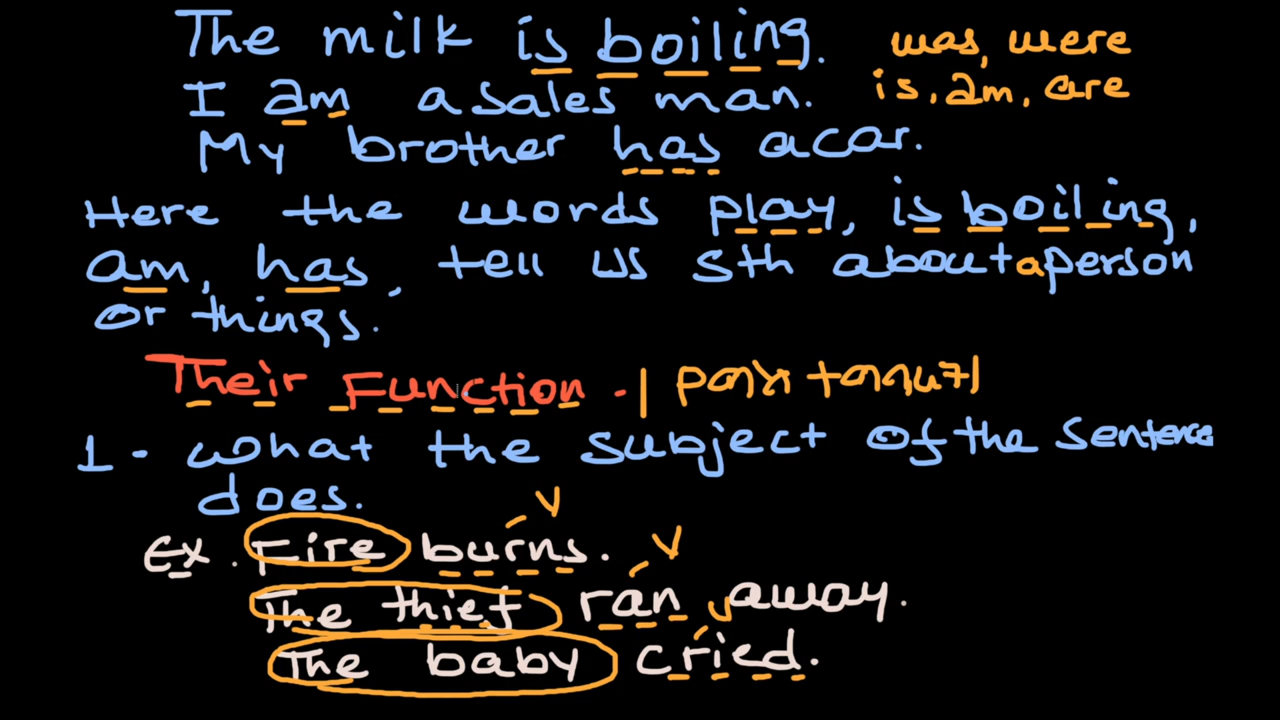 The milk is boiling. was, were
I am a sales man. is, am, are
My brother has a car.
Here the words play, is boiling,
am, has, tell us sth about a person
or things.
Their Function -
1 - what the subject of the sentence
does.
Ex. Fire burns. v
The thief ran away. v
The baby cried. v